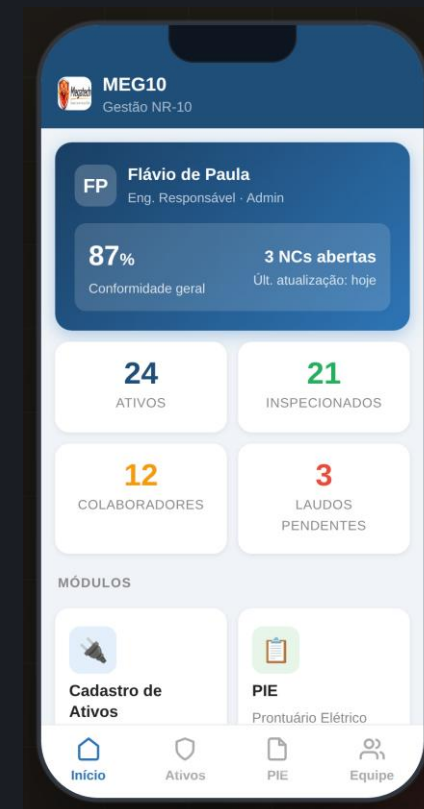 Megatech
MEG10
Gestão NR-10
FP
Flávio de Paula
Eng. Responsável · Admin
87%
Conformidade geral
3 NCs abertas
Últ. atualização: hoje
24
ATIVOS
21
INSPECIONADOS
12
COLABORADORES
3
LAUDOS
PENDENTES
MÓDULOS
Cadastro de
Ativos
PIE
Prontuário Elétrico
Início
Ativos
PIE
Equipe